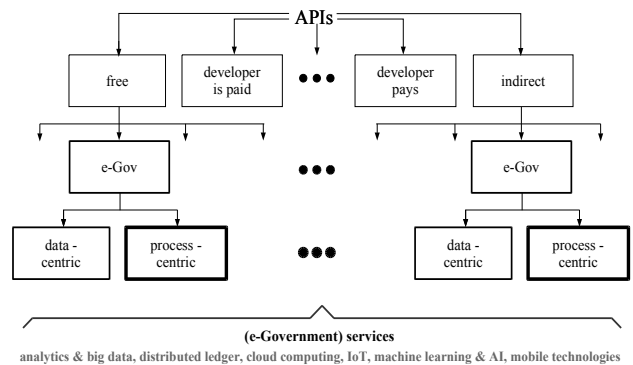 APIs
free
developer
is paid
developer
pays
indirect
e-Gov
e-Gov
data -
centric
process -
centric
data -
centric
process -
centric
(e-Government) services
analytics & big data, distributed ledger, cloud computing, IoT, machine learning & AI, mobile technologies